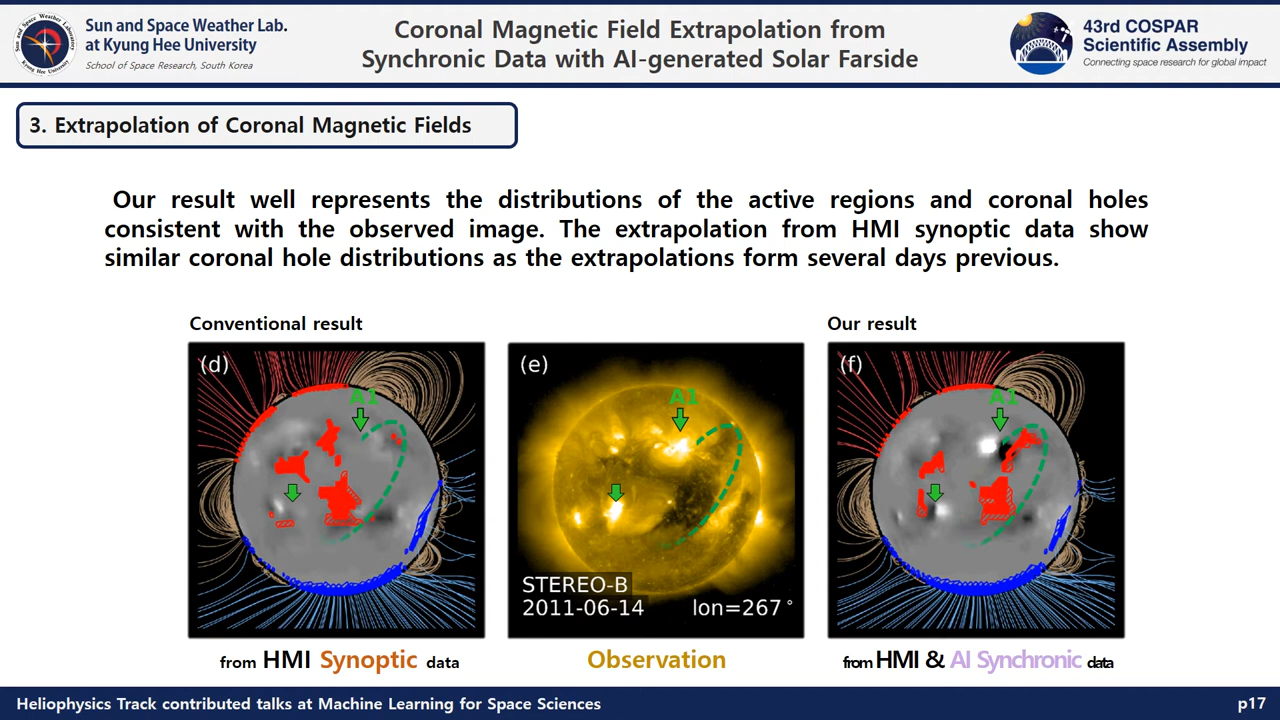 Sun and Space Weather Lab.
at Kyung Hee University
School of Space Research, South Korea
Coronal Magnetic Field Extrapolation from
Synchronic Data with AI-generated Solar Farside
43rd COSPAR
Scientific Assembly
Connecting space research for global impact
3. Extrapolation of Coronal Magnetic Fields
Our result well represents the distributions of the active regions and coronal holes
consistent with the observed image. The extrapolation from HMI synoptic data show
similar coronal hole distributions as the extrapolations form several days previous.
Conventional result
Our result
(d)
A1
(e)
A1
STEREO-B
2011-06-14
lon=267°
(f)
A1
from HMI Synoptic data
Observation
from HMI & AI Synchronic data
Heliophysics Track contributed talks at Machine Learning for Space Sciences
p17